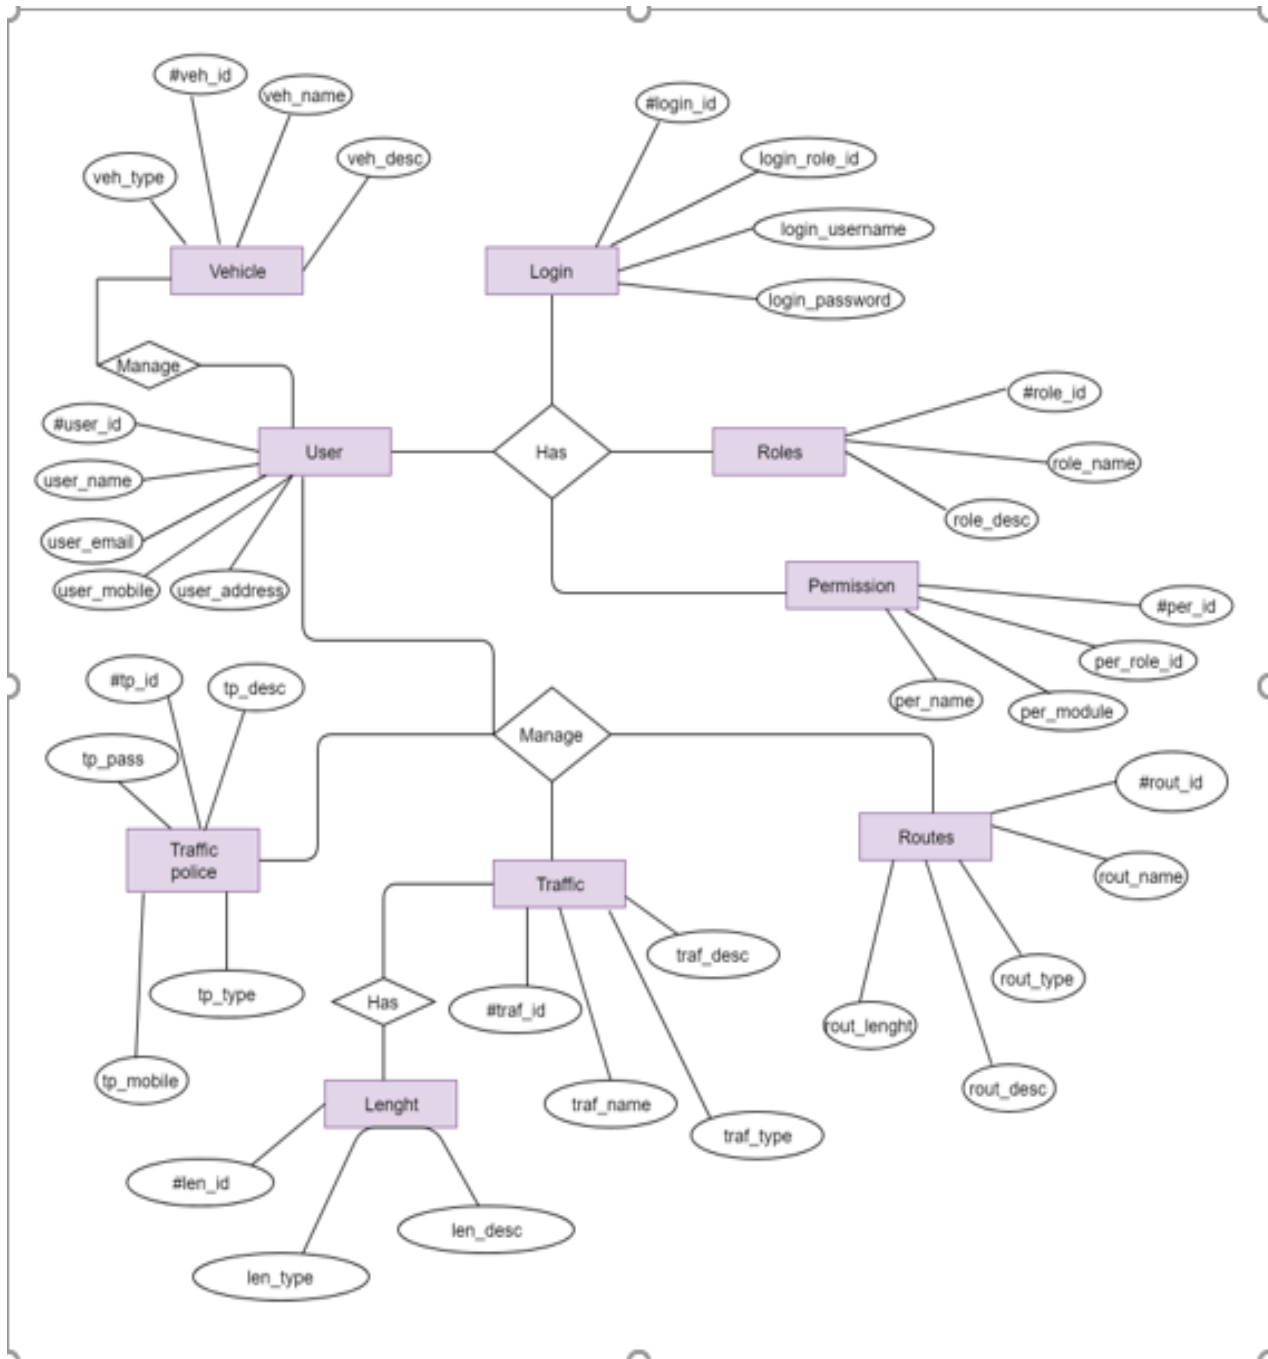 #veh_id
veh_name
veh_type
veh_desc
Vehicle
#login_id
login_role_id
login_username
login_password
Login
Manage
#user_id
user_name
user_email
user_mobile
user_address
User
Has
Roles
#role_id
role_name
role_desc
Permission
#per_id
per_role_id
per_module
per_name
#tp_id
tp_desc
tp_pass
Traffic
police
tp_type
tp_mobile
Manage
Traffic
traf_desc
#traf_id
traf_name
traf_type
Has
Lenght
#len_id
len_desc
len_type
Routes
#rout_id
rout_name
rout_type
rout_lenght
rout_desc